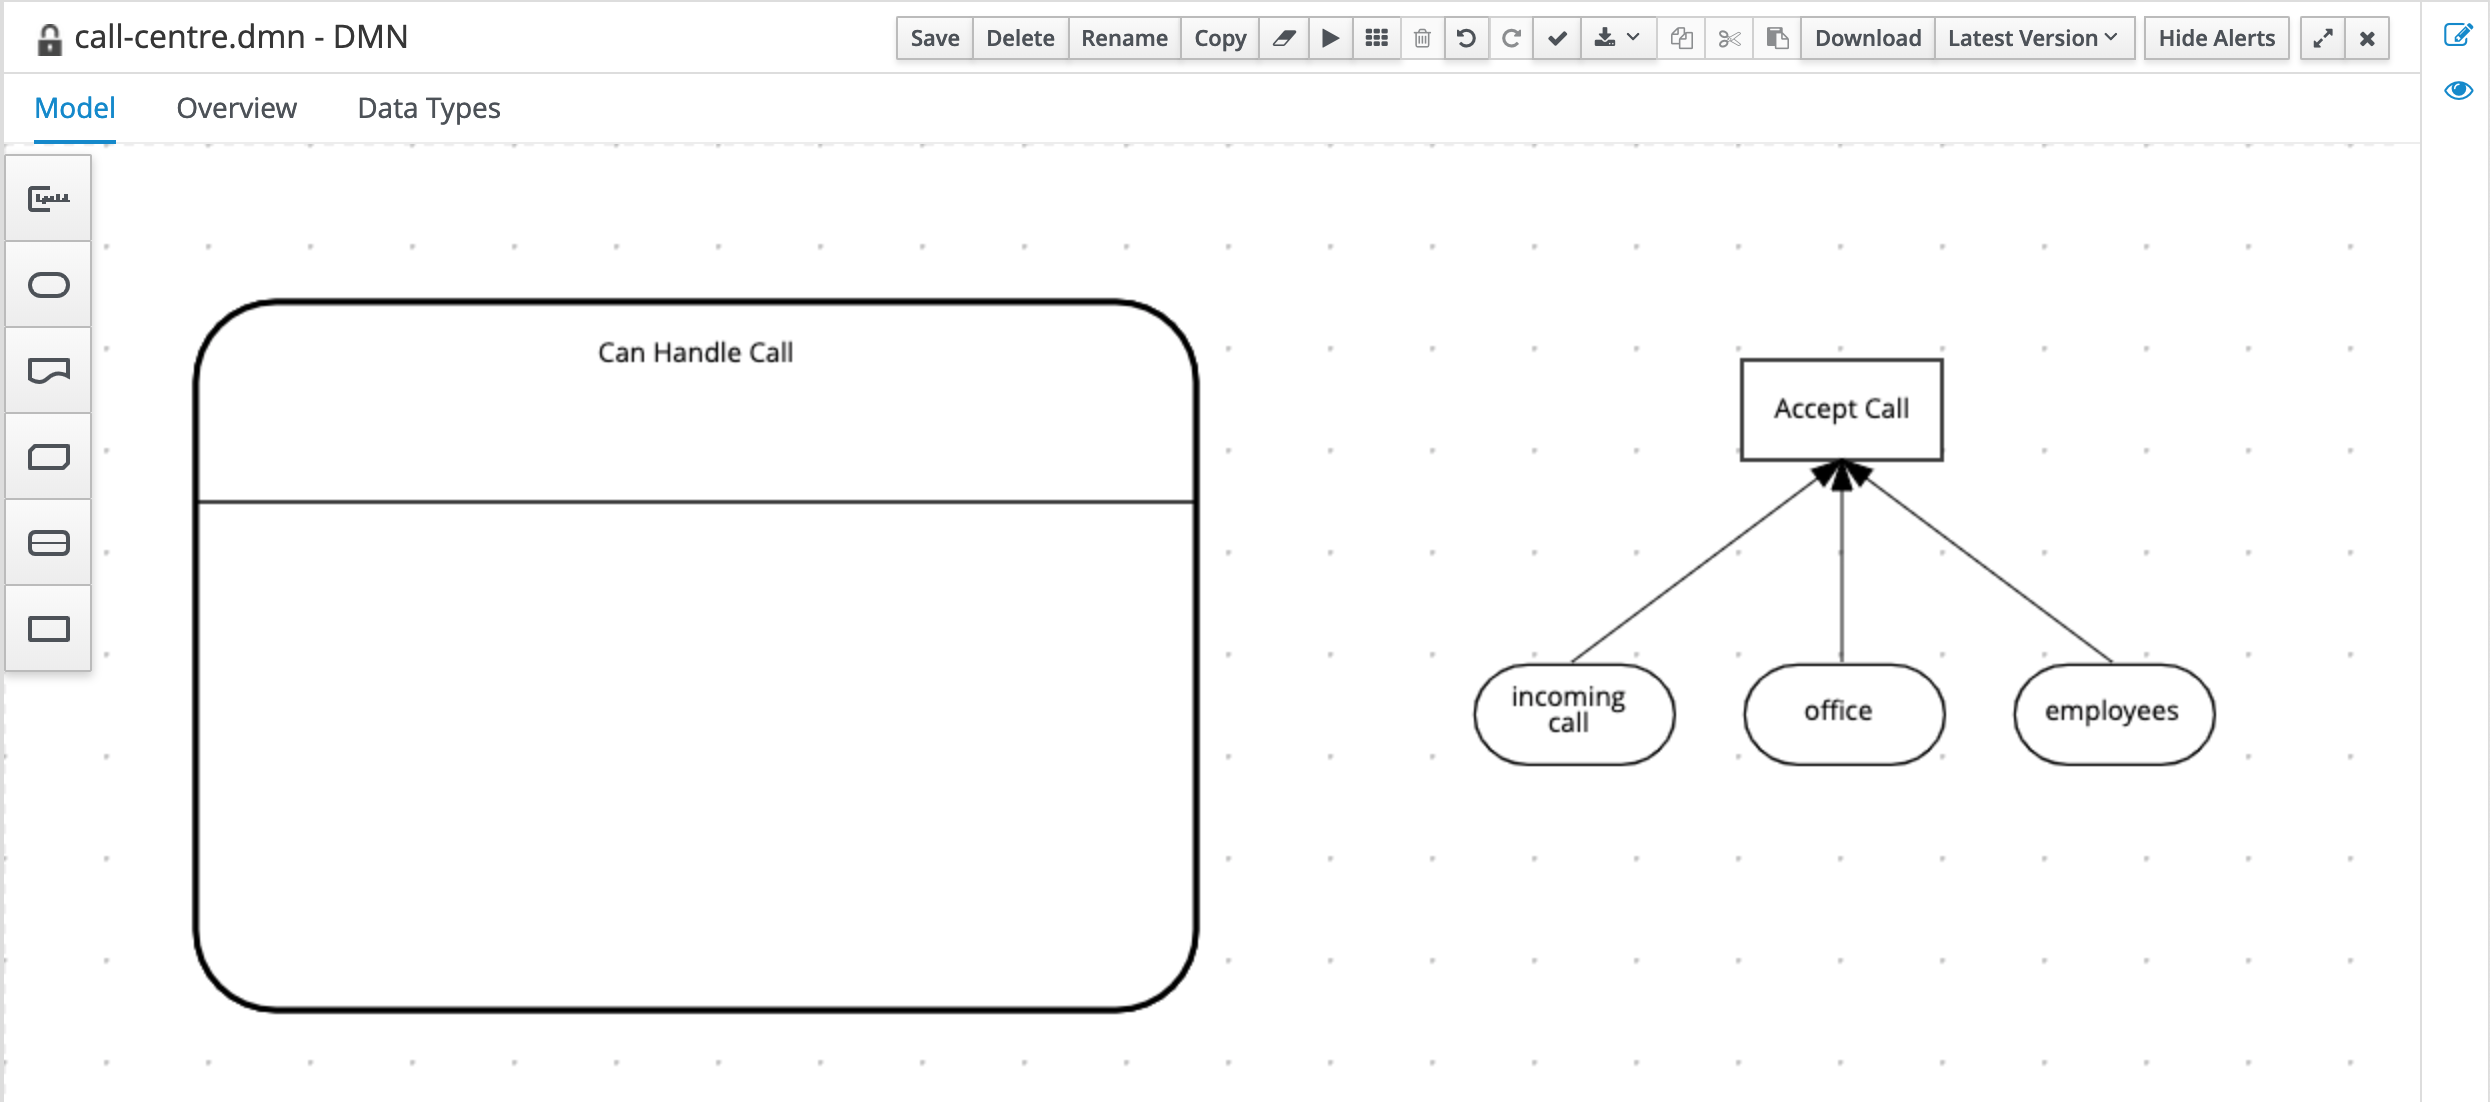 call-centre.dmn - DMN
Save Delete Rename Copy Download Latest Version Hide Alerts
Model Overview Data Types
Can Handle Call
Accept Call
incoming
call
office
employees